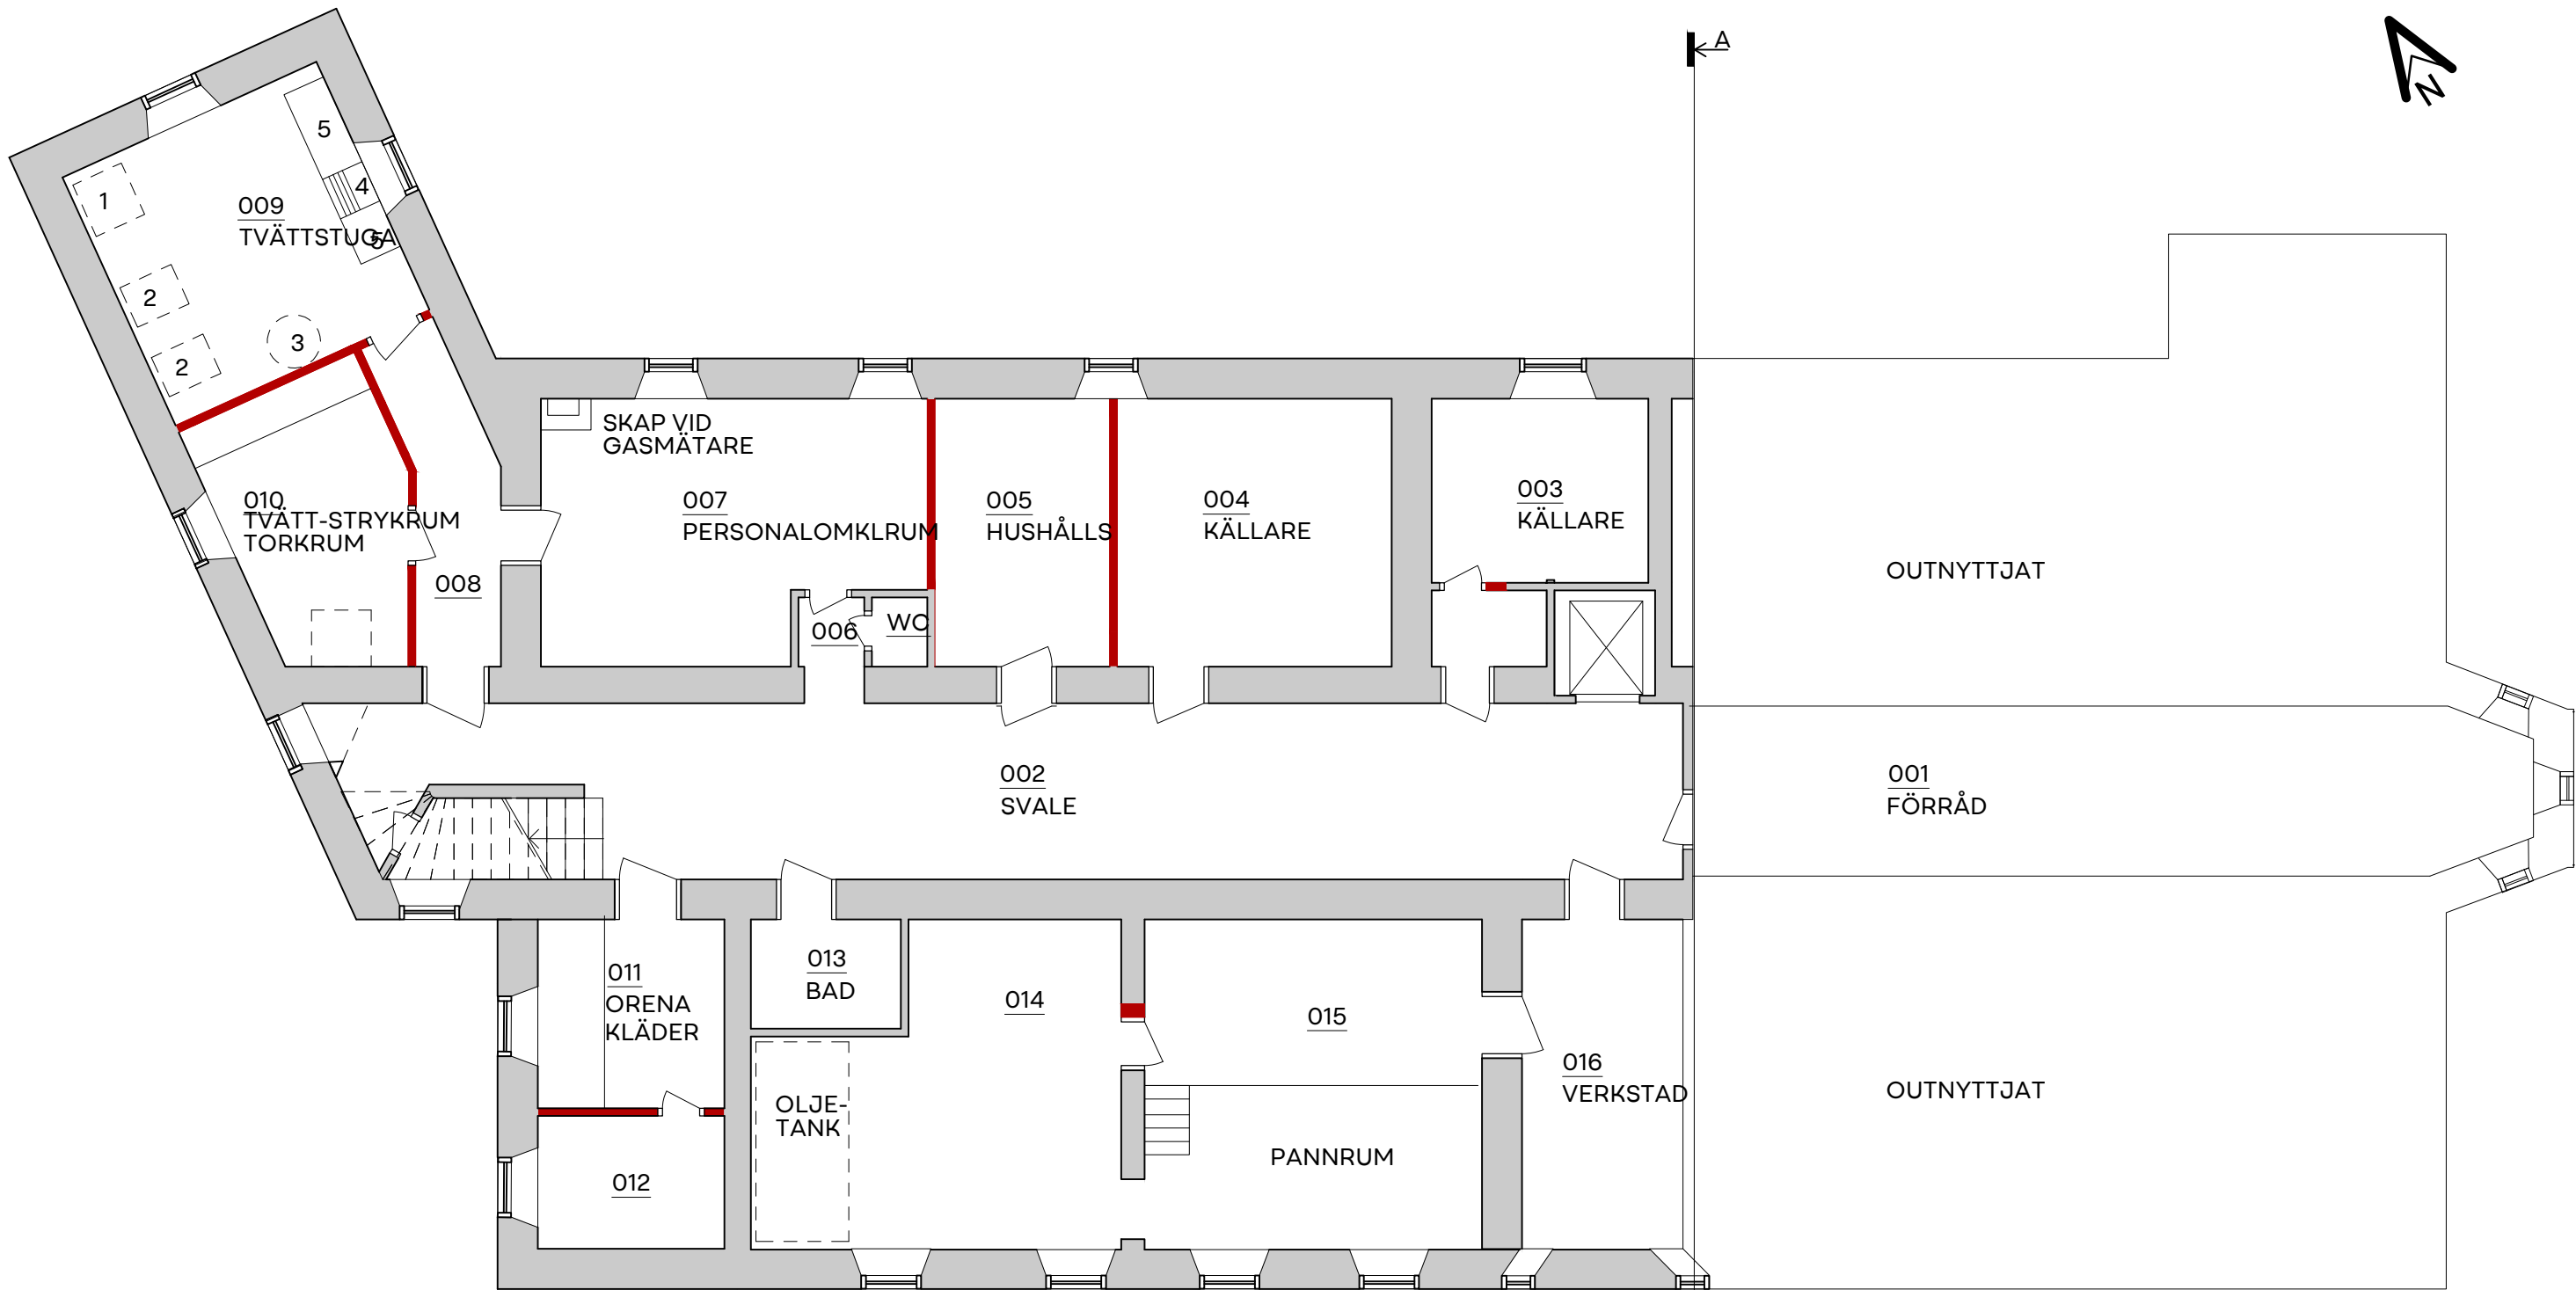 A
N
5
4
1
009
TVÄTTSTUGA
5
2
3
2
SKAP VID
GASMÄTARE
010
TVÄTT-STRYKRUM
TORKRUM
007
PERSONALOMKLRUM
005
HUSHÅLLS
004
KÄLLARE
003
KÄLLARE
OUTNYTTJAT
008
006
WC
002
SVALE
001
FÖRRÅD
011
ORENA
KLÄDER
013
BAD
014
015
016
VERKSTAD
OUTNYTTJAT
OLJE-
TANK
PANNRUM
012